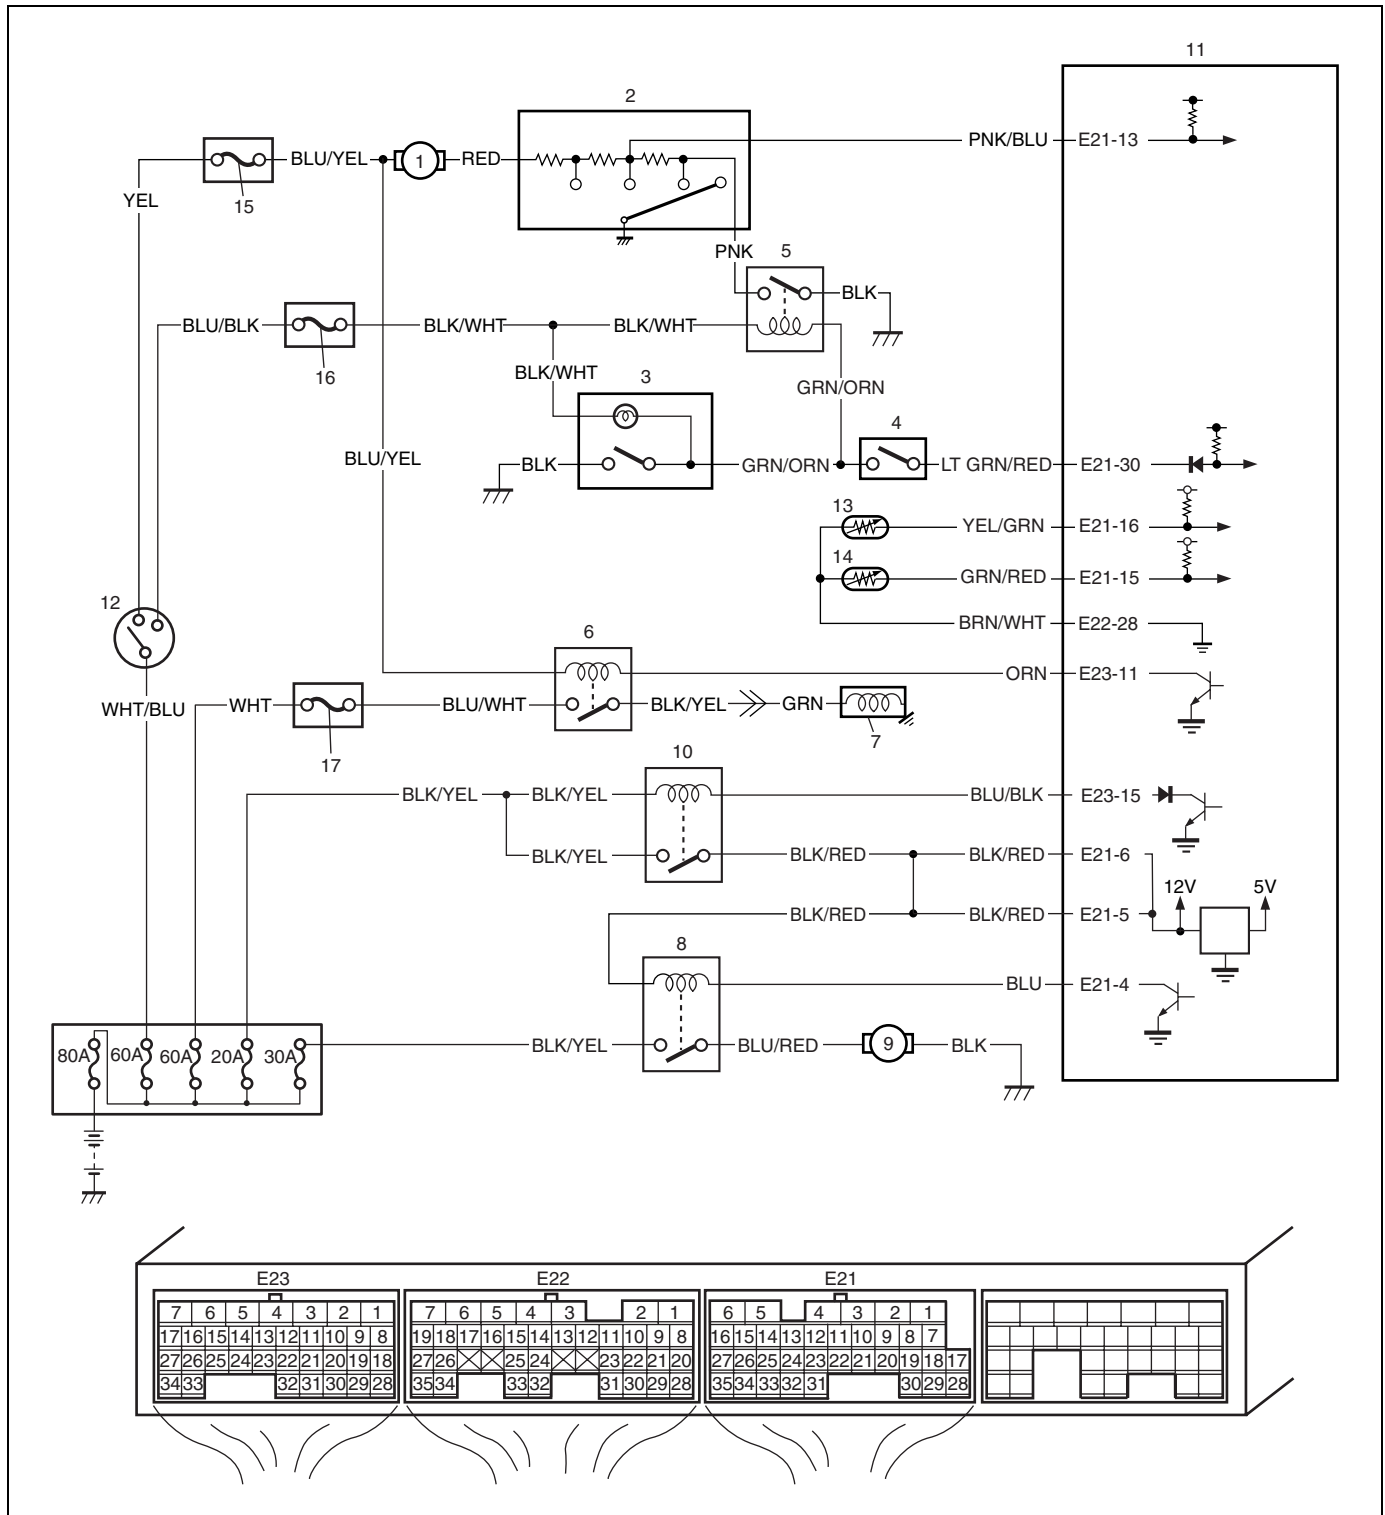 11
2
PNK/BLU E21-13
BLU/YEL 1 RED
15
YEL
PNK 5
BLK
BLU/BLK BLK/WHT BLK/WHT
16
BLK/WHT 3
GRN/ORN
4
BLU/YEL
BLK GRN/ORN LT GRN/RED E21-30
13
YEL/GRN E21-16
14
GRN/RED E21-15
12
BRN/WHT E22-28
6
ORN E23-11
WHT/BLU WHT BLU/WHT BLK/YEL GRN
17 7
10
BLK/YEL BLK/YEL BLU/BLK E23-15
BLK/YEL BLK/RED BLK/RED E21-6
12V 5V
BLK/RED BLK/RED E21-5
8
BLU E21-4
80A 60A 60A 20A 30A BLK/YEL BLU/RED 9 BLK
E23 E22 E21
7 6 5 4 3 2 1 7 6 5 4 3 2 1 6 5 4 3 2 1
17 16 15 14 13 12 11 10 9 8 19 18 17 16 15 14 13 12 11 10 9 8 16 15 14 13 12 11 10 9 8 7
27 26 25 24 23 22 21 20 19 18 27 26 25 24 23 22 21 20 27 26 25 24 23 22 21 20 19 18 17
34 33 32 31 30 29 28 35 34 33 32 31 30 29 28 35 34 33 32 31 30 29 28